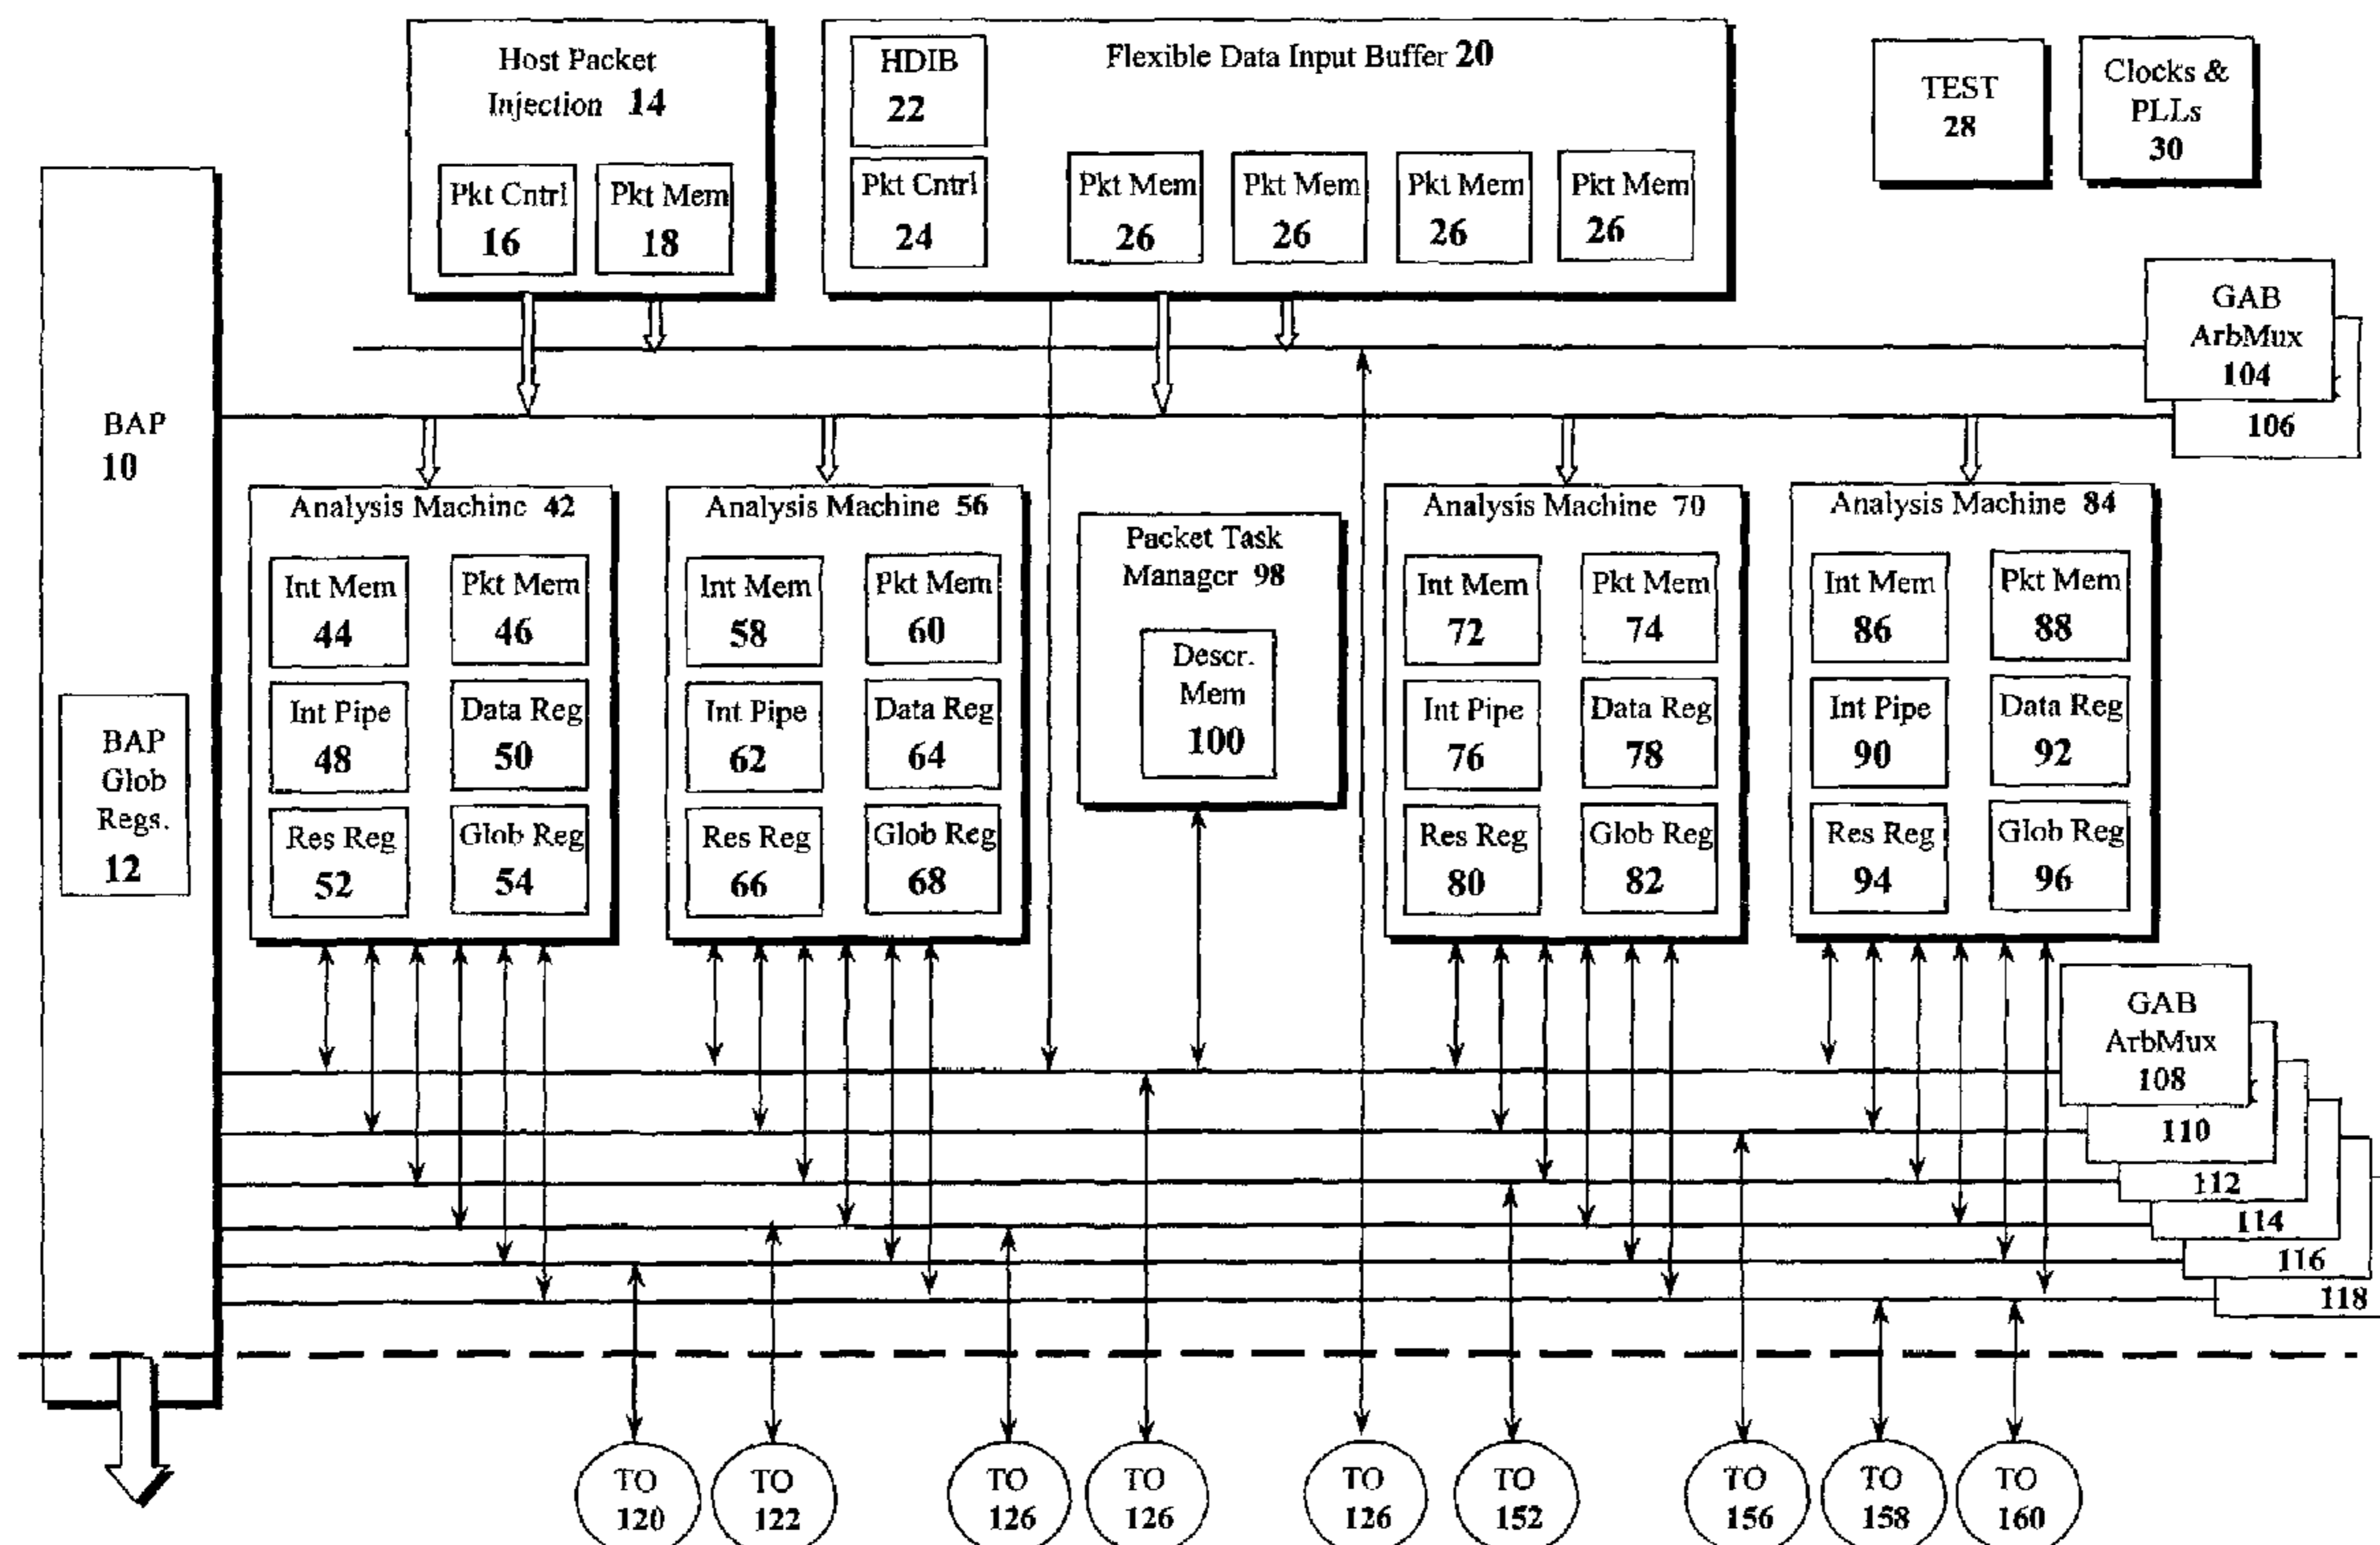 Host Packet
Injection 14
Pkt Cntrl
16
Pkt Mem
18
HDIB
22
Flexible Data Input Buffer 20
Pkt Cntrl
24
Pkt Mem
26
Pkt Mem
26
Pkt Mem
26
Pkt Mem
26
TEST
28
Clocks &
PLLs
30
GAB
ArbMux
104
106
BAP
10
BAP
Glob
Regs.
12
Analysis Machine 42
Int Mem
44
Pkt Mem
46
Int Pipe
48
Data Reg
50
Res Reg
52
Glob Reg
54
Analysis Machine 56
Int Mem
58
Pkt Mem
60
Int Pipe
62
Data Reg
64
Res Reg
66
Glob Reg
68
Packet Task
Manager 98
Descr.
Mem
100
Analysis Machine 70
Int Mem
72
Pkt Mem
74
Int Pipe
76
Data Reg
78
Res Reg
80
Glob Reg
82
Analysis Machine 84
Int Mem
86
Pkt Mem
88
Int Pipe
90
Data Reg
92
Res Reg
94
Glob Reg
96
GAB
ArbMux
108
110
112
114
116
118
TO
120
TO
122
TO
126
TO
126
TO
126
TO
152
TO
156
TO
158
TO
160